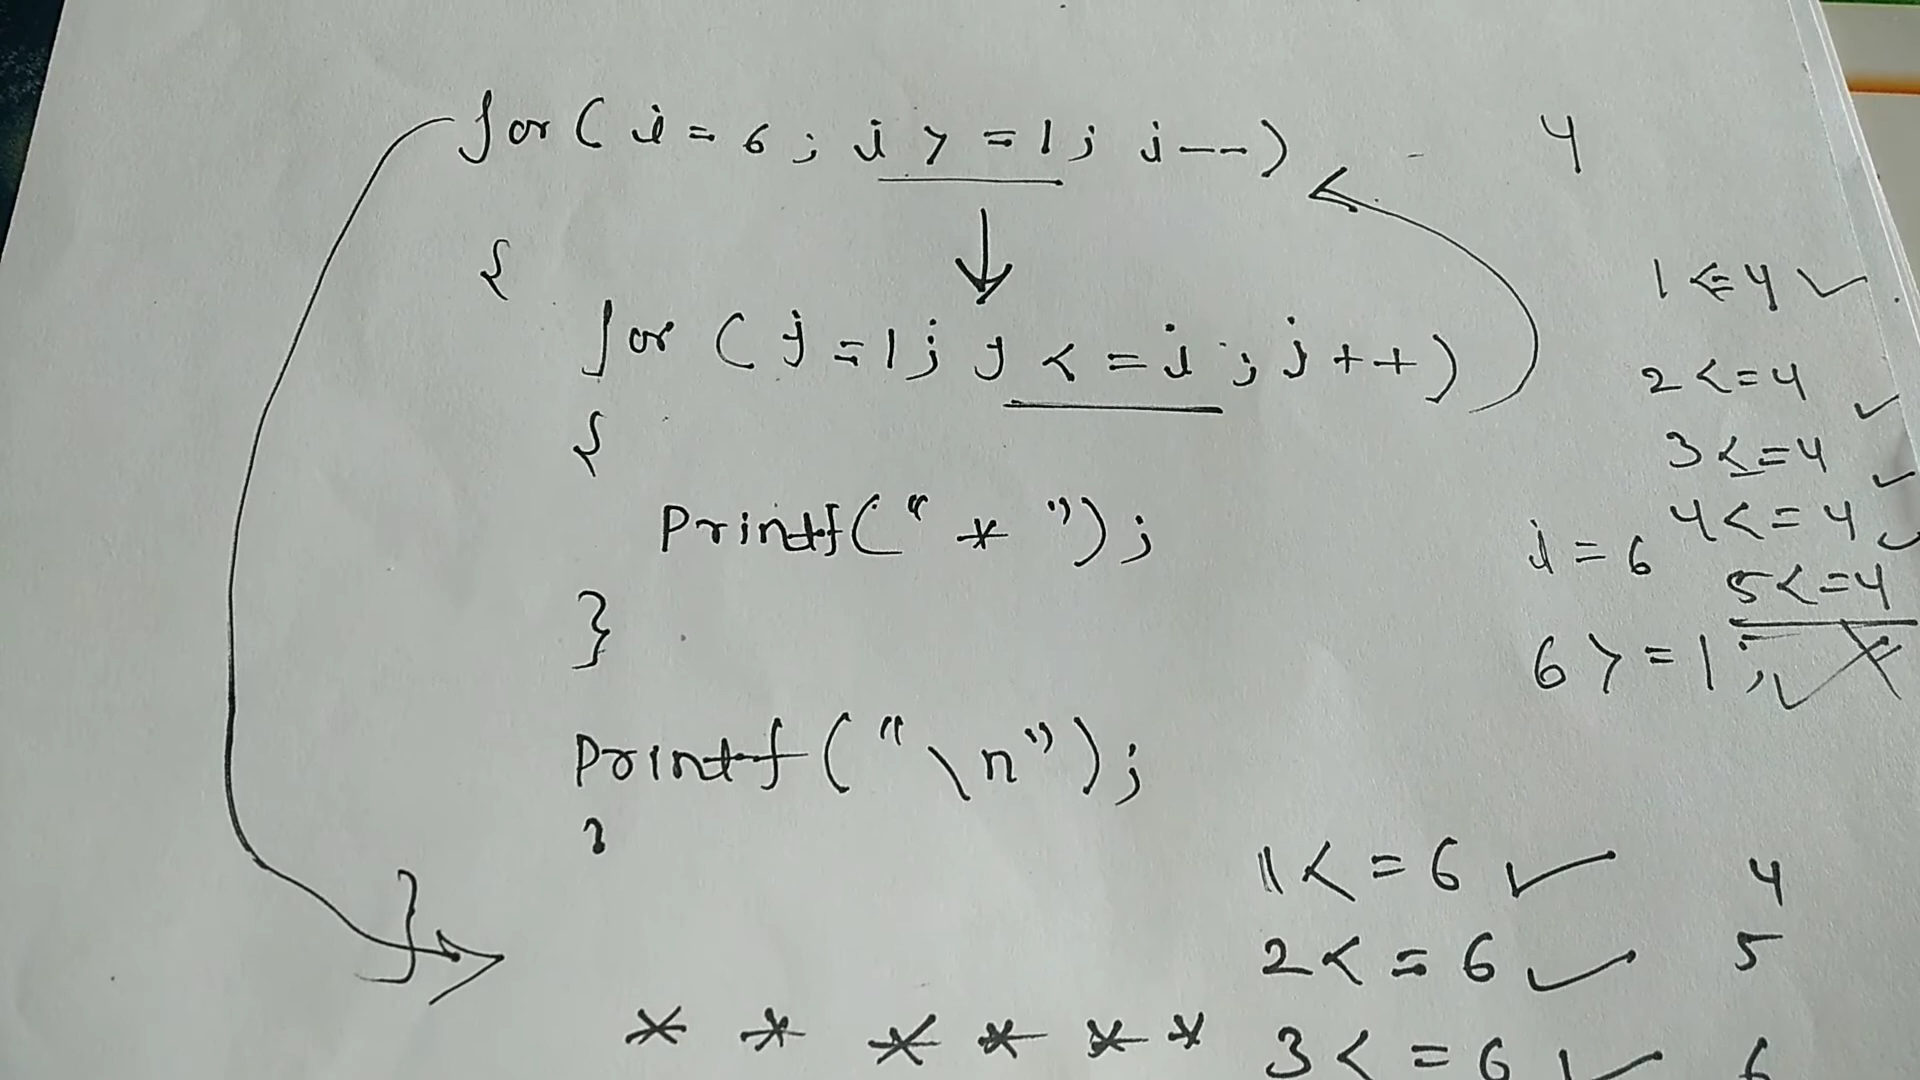 for ( i = 6 ; i > = 1 ; i -- )
4
{
1 <= 4 ✓
for ( j = 1 ; j < = i ; j + + )
2 < = 4 ✓
{
3 < = 4 ✓
printf ( " * " ) ;
4 < = 4 ✓
i = 6
5 < = 4
}
6 > = 1 ; ✓
printf ( " \n " ) ;
}
1 < = 6 ✓ 4
}
2 < = 6 ✓ 5
* * * * * * 3 < = 6 ✓ 6